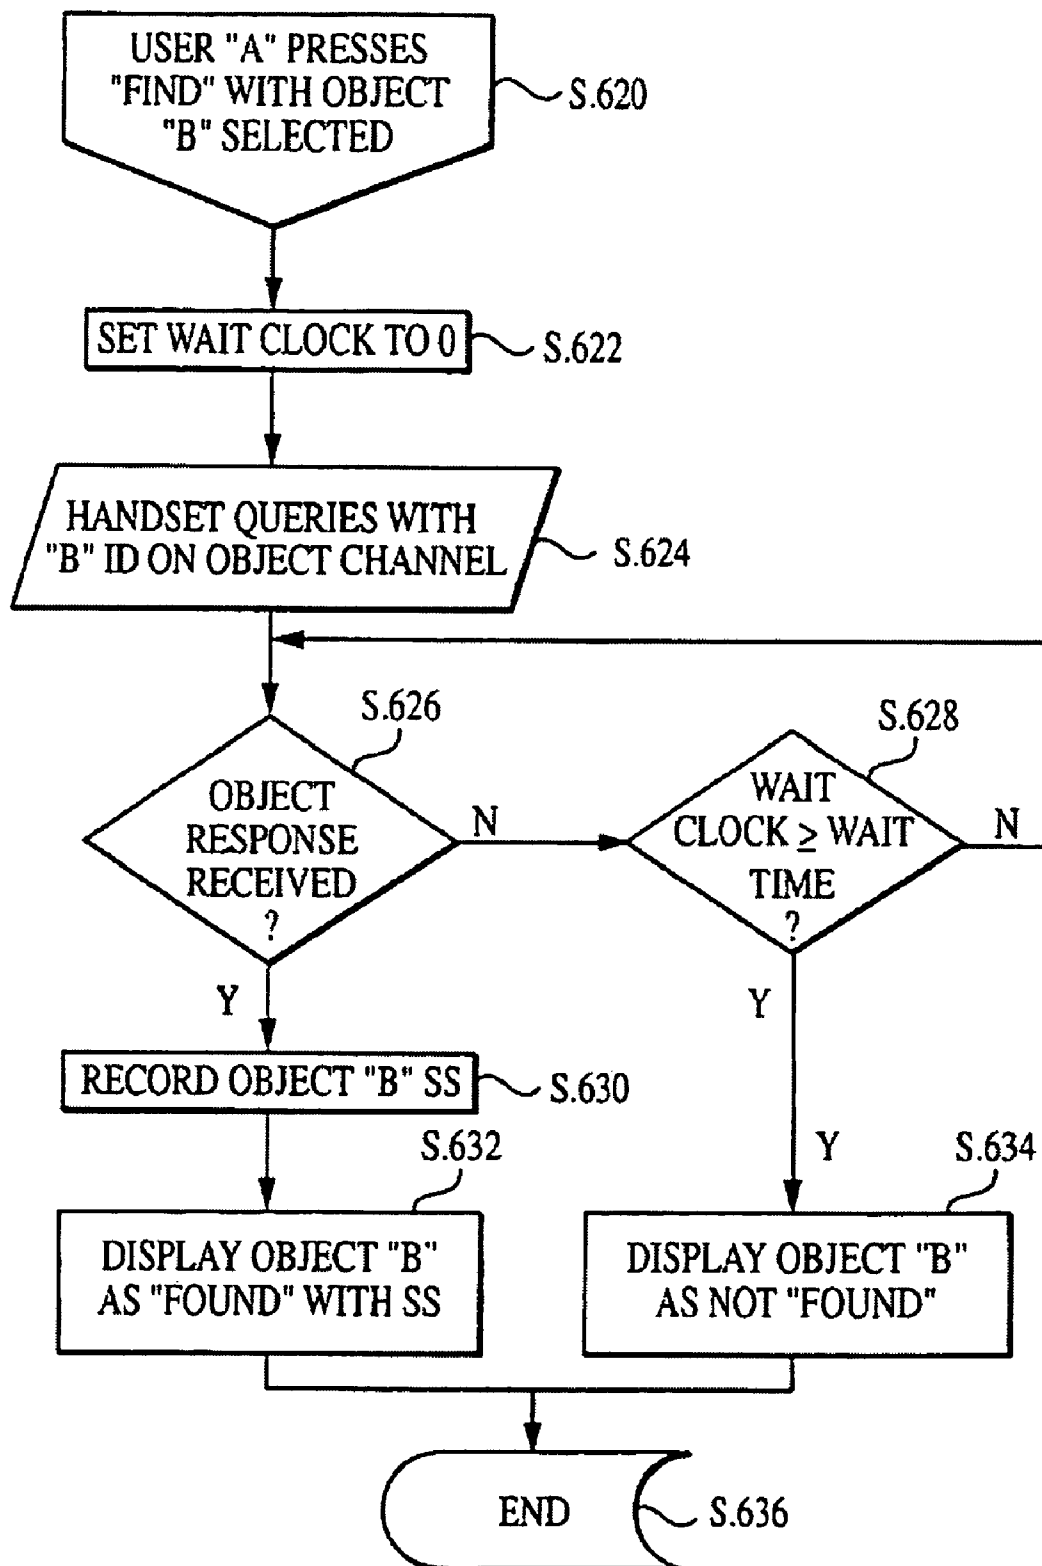 USER "A" PRESSES
"FIND" WITH OBJECT
"B" SELECTED
S.620
SET WAIT CLOCK TO 0
S.622
HANDSET QUERIES WITH
"B" ID ON OBJECT CHANNEL
S.624
S.626
OBJECT
RESPONSE
RECEIVED
?
N
Y
S.628
WAIT
CLOCK ≥ WAIT
TIME
?
N
Y
RECORD OBJECT "B" SS
S.630
Y
S.632
DISPLAY OBJECT "B"
AS "FOUND" WITH SS
S.634
DISPLAY OBJECT "B"
AS NOT "FOUND"
END
S.636